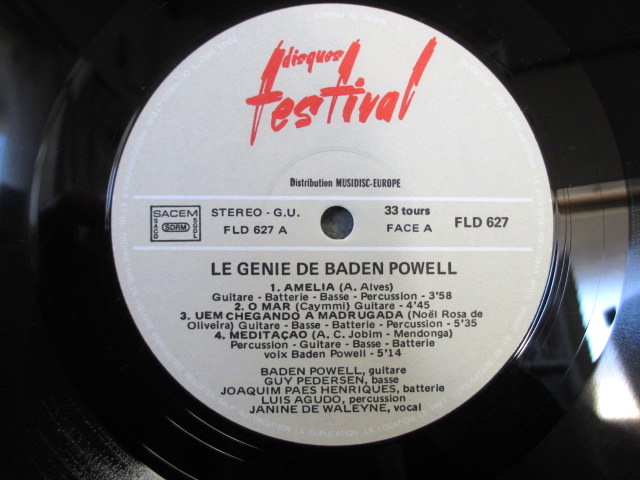 disques
festival
Distribution MUSIDISC-EUROPE
SACEM
SACD
SDRM
SGDL
STEREO - G.U.
FLD 627 A
33 tours
FACE A
FLD 627
LE GENIE DE BADEN POWELL
1. AMELIA (A. Alves)
Guitare - Batterie - Basse - Percussion - 3'58
2. O MAR (Caymmi) Guitare - 4'45
3. UEM CHEGANDO A MADRUGADA (Noël Rosa de
Oliveira) Guitare - Basse - Batterie - Percussion - 5'35
4. MEDITAÇAO (A. C. Jobim - Mendonga)
Percussion - Guitare - Basse - Batterie
voix Baden Powell - 5'14
BADEN POWELL, guitare
GUY PEDERSEN, basse
JOAQUIM PAES HENRIQUES, batterie
LUIS AGUDO, percussion
JANINE DE WALEYNE, vocal